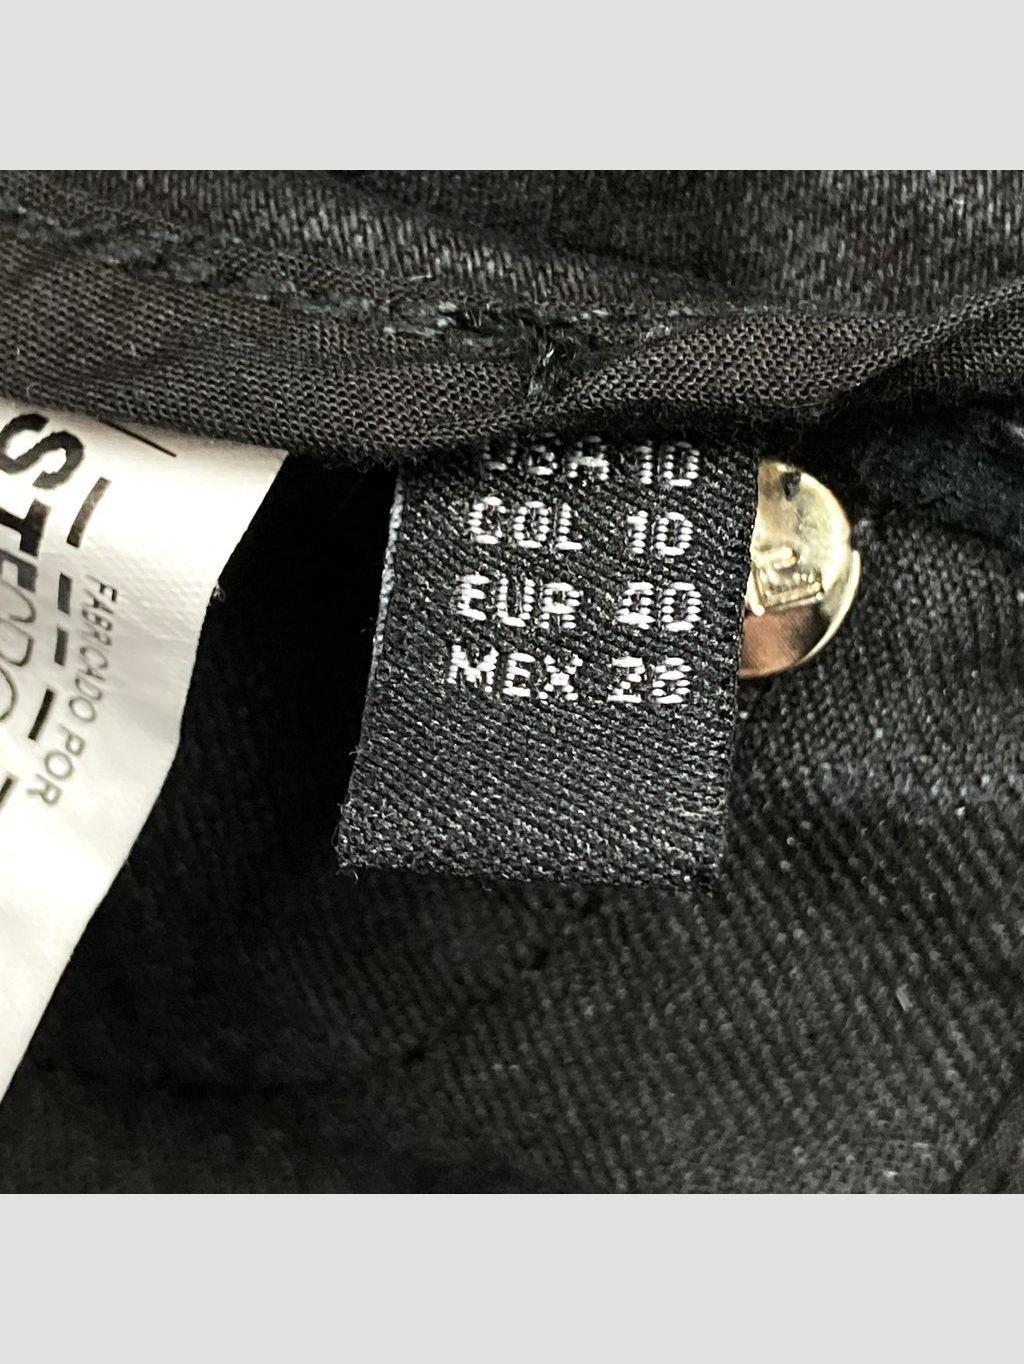 USA 10
COL 10
EUR 40
MEX 28
FABRICADO POR